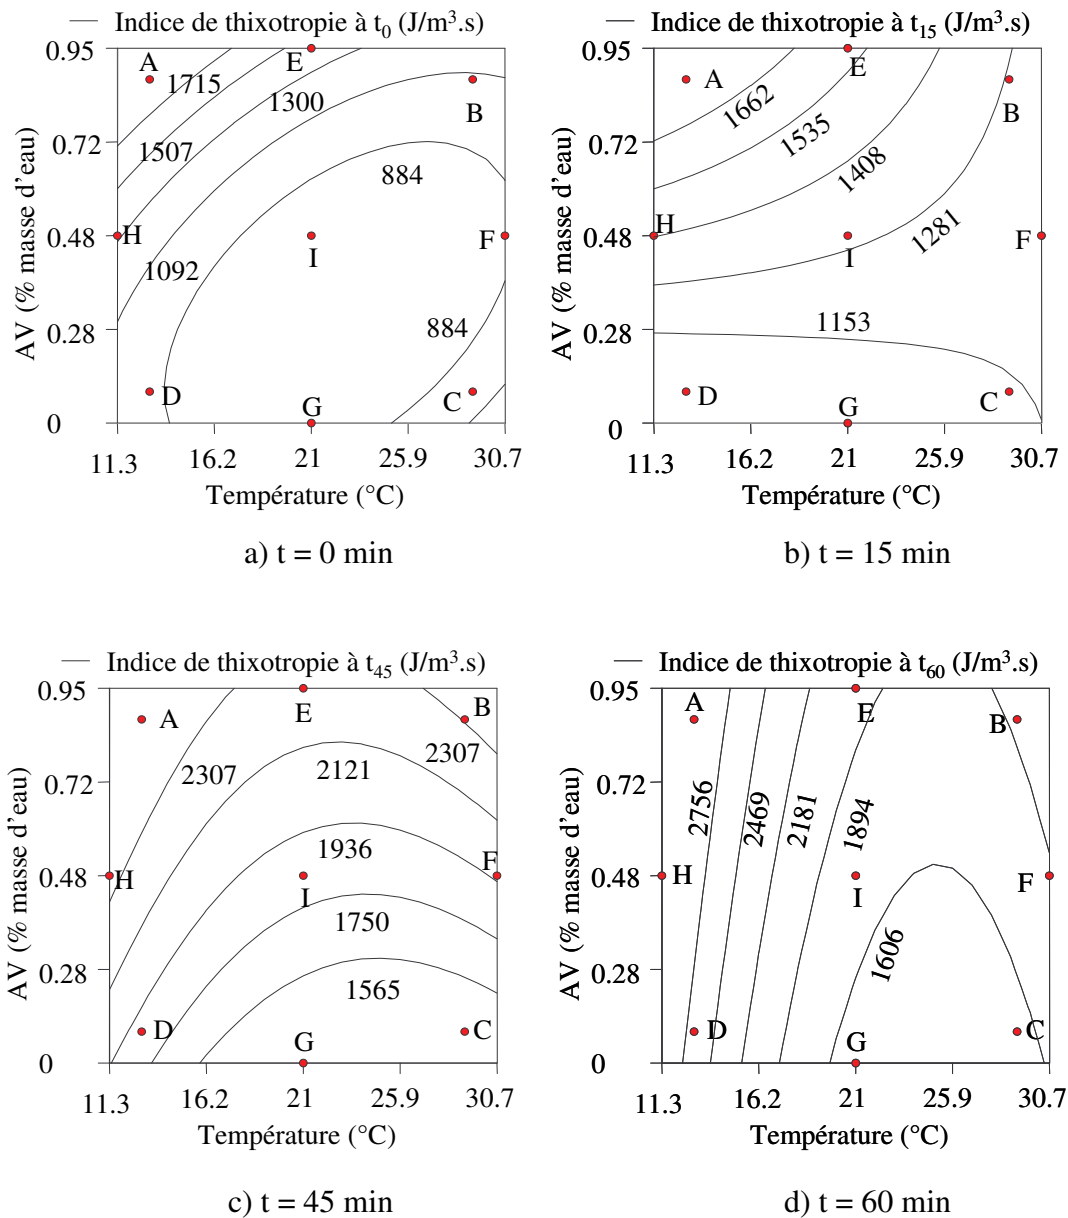 Indice de thixotropie à t0 (J/m³.s)
0.95
0.72
0.48
0.28
0
AV (% masse d'eau)
A
E
B
1715
1300
1507
884
H
I
F
1092
884
D
G
C
11.3
16.2
21
25.9
30.7
Température (°C)
a) t = 0 min
Indice de thixotropie à t15 (J/m³.s)
0.95
0.72
0.48
0.28
0
AV (% masse d'eau)
E
A
B
1662
1535
1408
1281
H
I
F
1153
D
G
C
11.3
16.2
21
25.9
30.7
Température (°C)
b) t = 15 min
Indice de thixotropie à t45 (J/m³.s)
0.95
0.72
0.48
0.28
0
AV (% masse d'eau)
A
E
B
2307
2121
2307
1936
H
I
F
1750
1565
D
G
C
11.3
16.2
21
25.9
30.7
Température (°C)
c) t = 45 min
Indice de thixotropie à t60 (J/m³.s)
0.95
0.72
0.48
0.28
0
AV (% masse d'eau)
A
E
B
2756
2469
2181
1894
H
I
F
1606
D
G
C
11.3
16.2
21
25.9
30.7
Température (°C)
d) t = 60 min